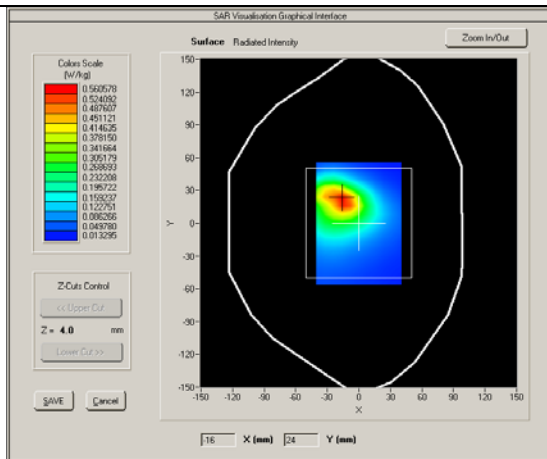 SAR Visualisation Graphical Interface
Surface Radiated Intensity
Zoom In/Out
Colors Scale
(W/kg)
0.560578
0.524092
0.487607
0.451121
0.414635
0.378150
0.341664
0.305179
0.268693
0.232208
0.195722
0.159237
0.122751
0.086266
0.049780
0.013295
Z-Cuts Control
<< Upper Cut
Z = 4.0 mm
Lower Cut >>
SAVE Cancel
Y
150-
120-
90-
60-
30-
0-
-30-
-60-
-90-
-120-
-150-
-150 -120 -90 -60 -30 0 30 60 90 120 150
X
-16 X (mm) 24 Y (mm)